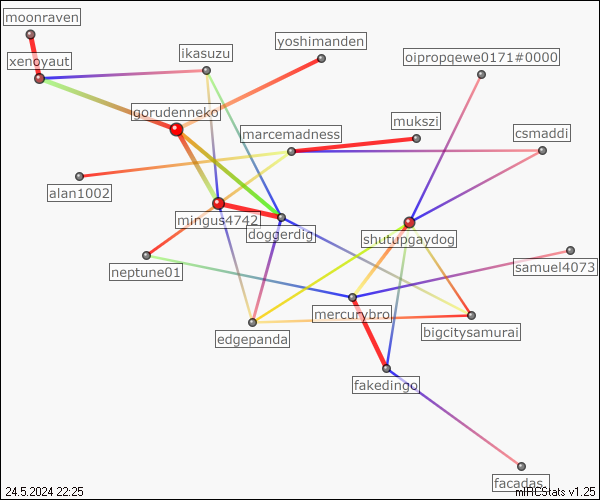 moonraven
xenoyaut
ikasuzu
yoshimanden
oipropqewe0171#0000
gorudenneko
marcemadness
mukszi
csmaddi
alan1002
mingus4742
doggerdig
shutupgaydog
neptune01
samuel4073
mercurybro
bigcitysamurai
edgepanda
fakedingo
facadas_
24.5.2024 22:25
mIRCStats v1.25